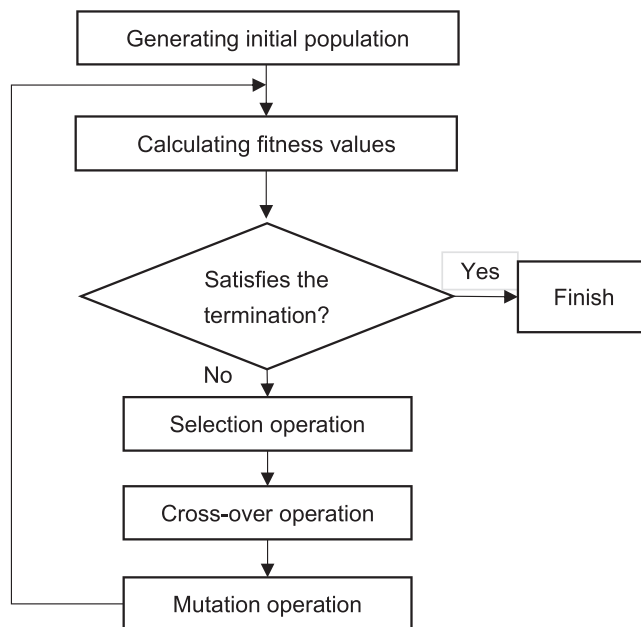 Generating initial population
Calculating fitness values
Satisfies the
termination?
Yes
Finish
No
Selection operation
Cross-over operation
Mutation operation